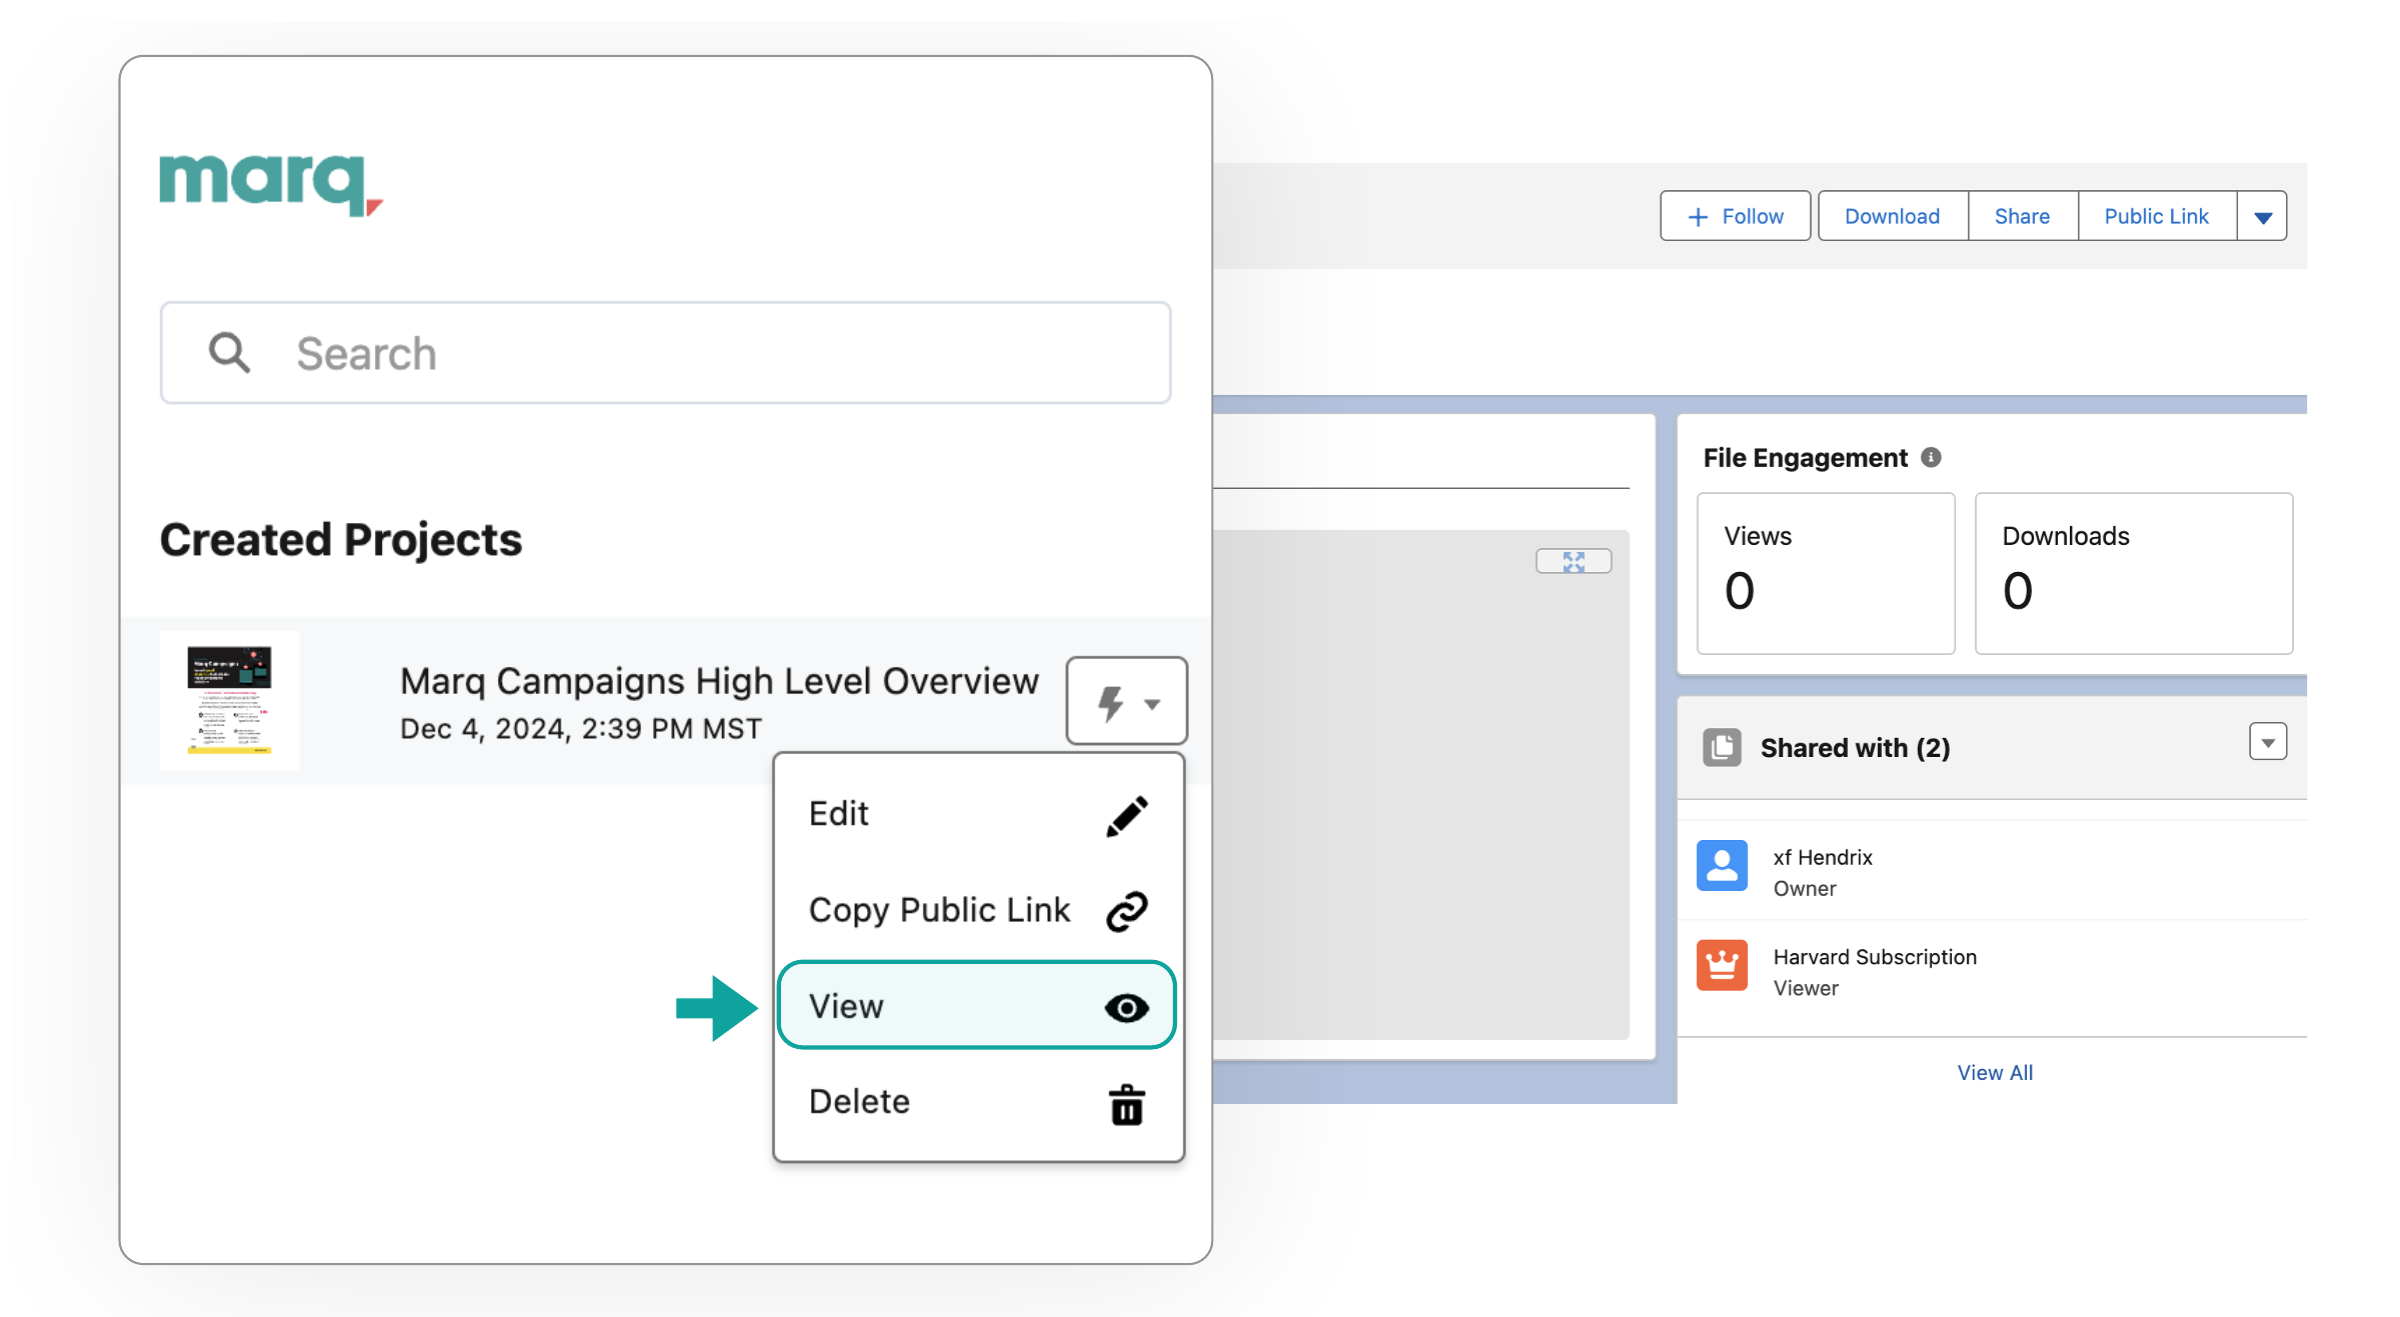 marq
Search
Created Projects
Marq Campaigns High Level Overview
Dec 4, 2024, 2:39 PM MST
Edit
Copy Public Link
View
Delete
Follow
Download
Share
Public Link
File Engagement
Views
0
Downloads
0
Shared with (2)
xf Hendrix
Owner
Harvard Subscription
Viewer
View All